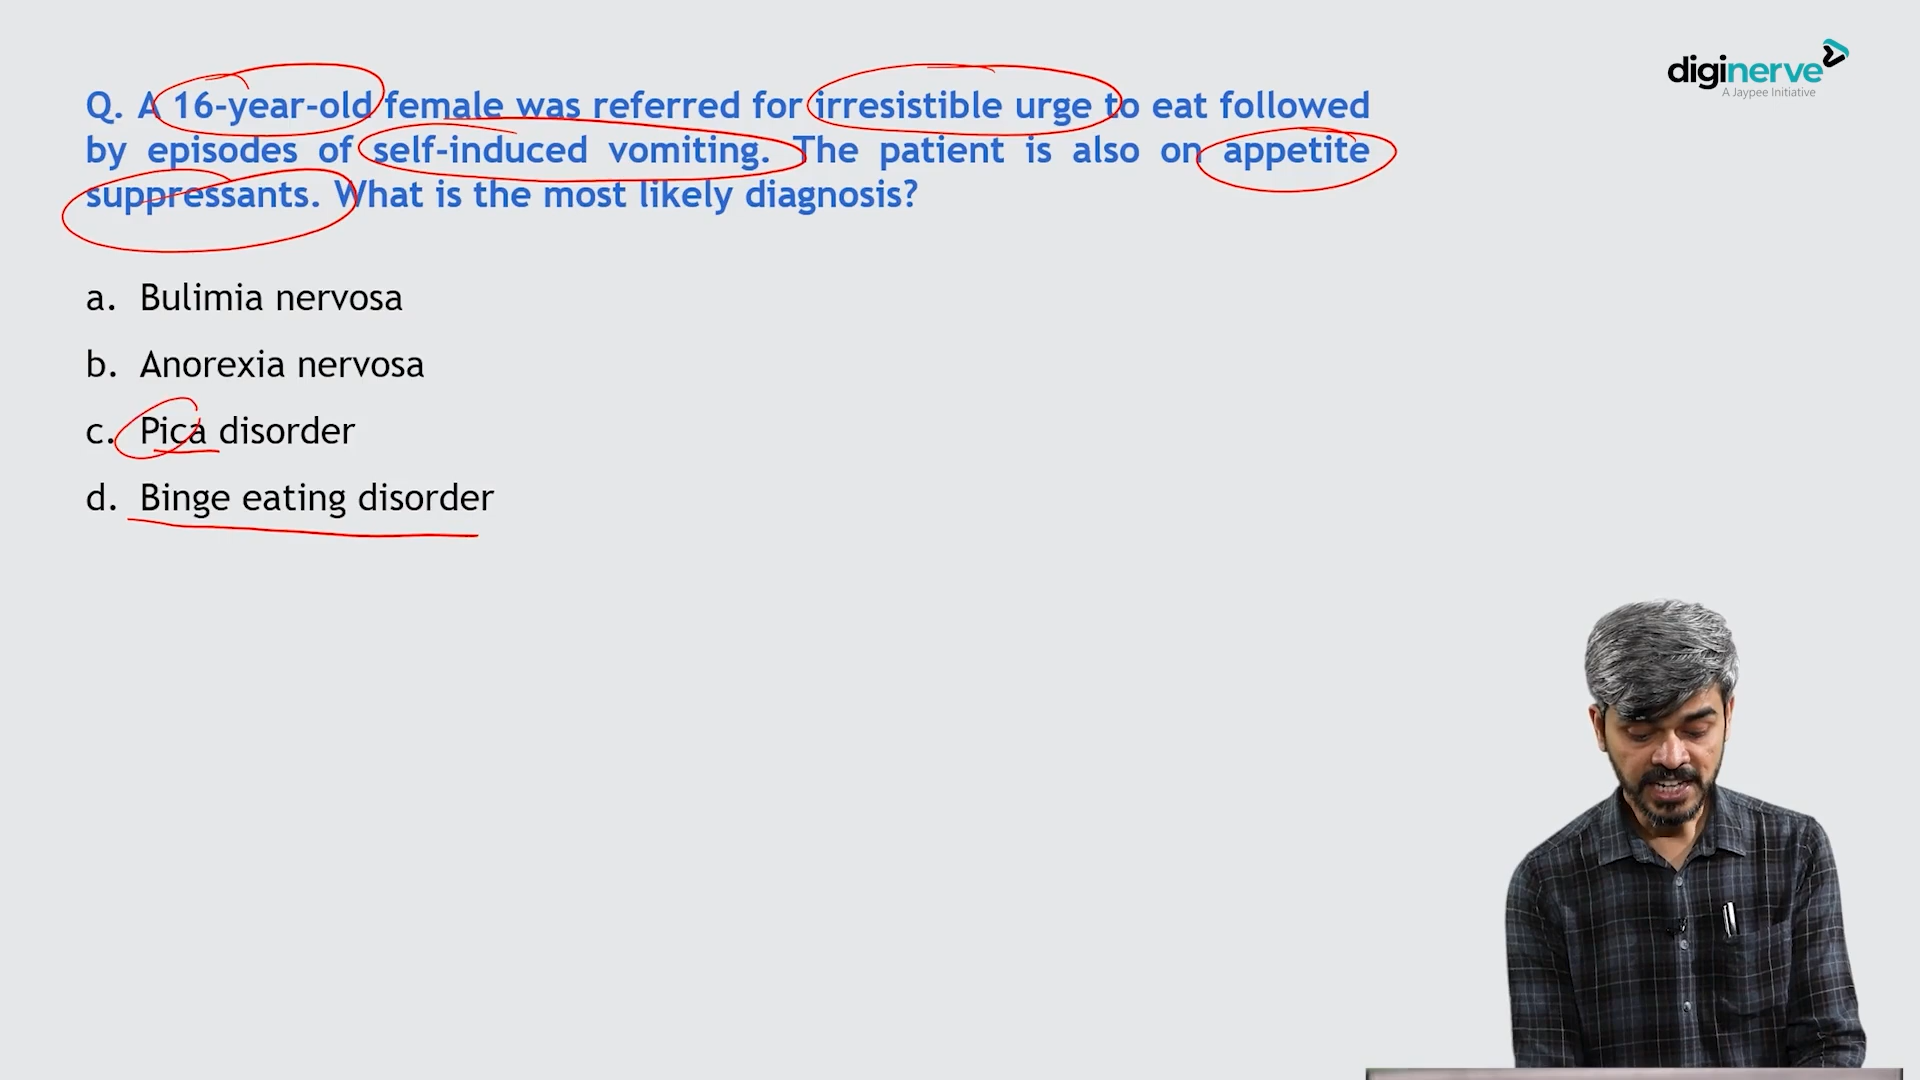 diginerve
A Jaypee Initiative
Q. A 16-year-old female was referred for irresistible urge to eat followed
by episodes of self-induced vomiting. The patient is also on appetite
suppressants. What is the most likely diagnosis?
a. Bulimia nervosa
b. Anorexia nervosa
c. Pica disorder
d. Binge eating disorder